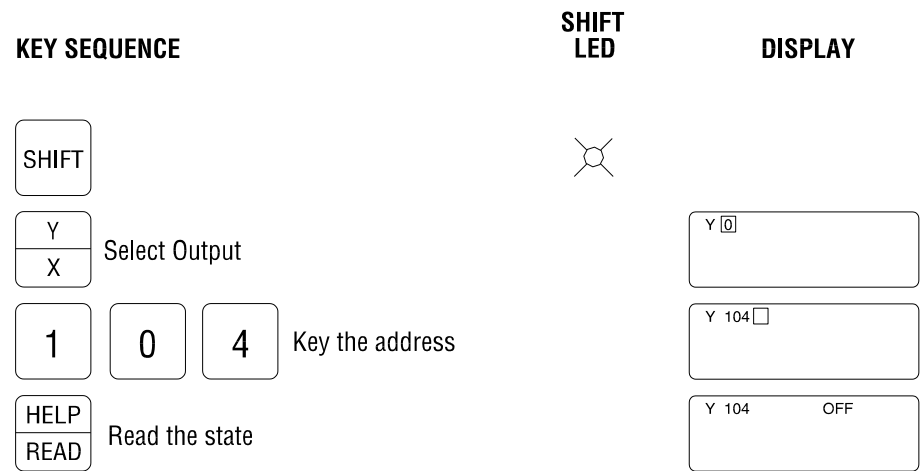 SHIFT
KEY SEQUENCE LED DISPLAY
SHIFT
Y
X
Select Output
Y 0
1 0 4 Key the address
Y 104
HELP
READ
Read the state
Y 104 OFF